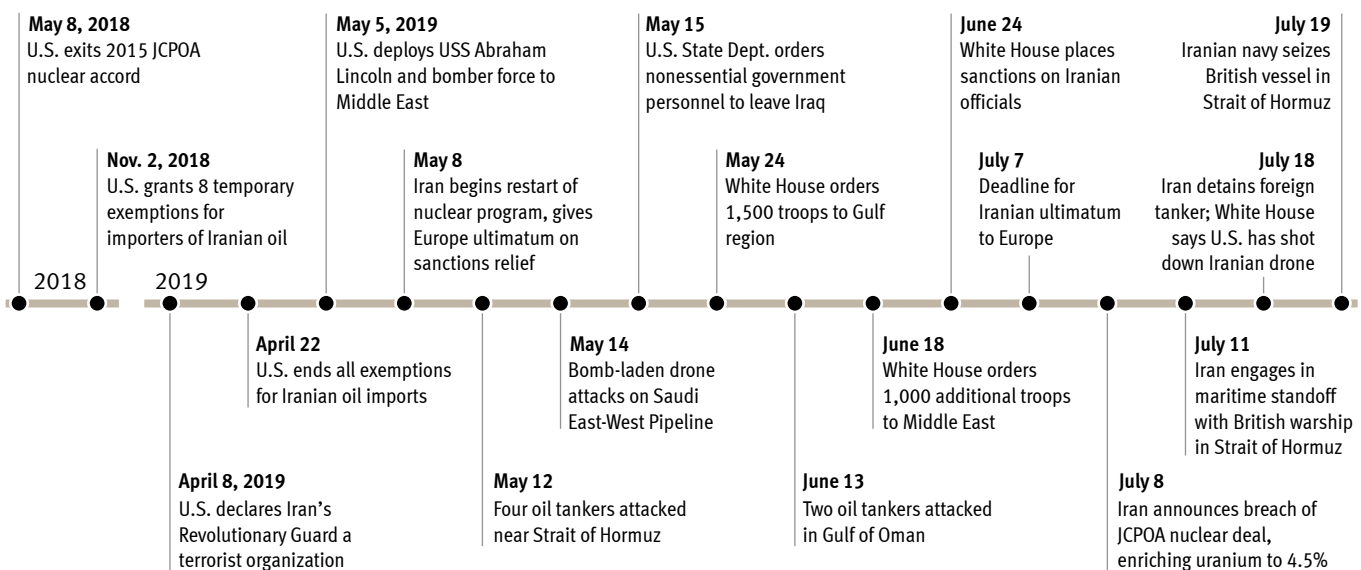 May 8, 2018
U.S. exits 2015 JCPOA
nuclear accord
Nov. 2, 2018
U.S. grants 8 temporary
exemptions for
importers of Iranian oil
2018
2019
April 8, 2019
U.S. declares Iran's
Revolutionary Guard a
terrorist organization
April 22
U.S. ends all exemptions
for Iranian oil imports
May 5, 2019
U.S. deploys USS Abraham
Lincoln and bomber force to
Middle East
May 8
Iran begins restart of
nuclear program, gives
Europe ultimatum on
sanctions relief
May 12
Four oil tankers attacked
near Strait of Hormuz
May 14
Bomb-laden drone
attacks on Saudi
East-West Pipeline
May 15
U.S. State Dept. orders
nonessential government
personnel to leave Iraq
May 24
White House orders
1,500 troops to Gulf
region
June 13
Two oil tankers attacked
in Gulf of Oman
June 18
White House orders
1,000 additional troops
to Middle East
June 24
White House places
sanctions on Iranian
officials
July 7
Deadline for
Iranian ultimatum
to Europe
July 8
Iran announces breach of
JCPOA nuclear deal,
enriching uranium to 4.5%
July 11
Iran engages in
maritime standoff
with British warship
in Strait of Hormuz
July 18
Iran detains foreign
tanker; White House
says U.S. has shot
down Iranian drone
July 19
Iranian navy seizes
British vessel in
Strait of Hormuz